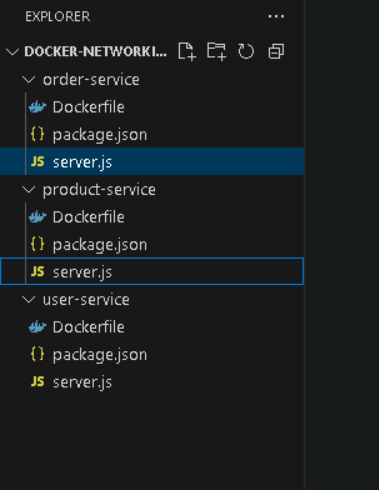 EXPLORER
DOCKER-NETWORKI...
order-service
Dockerfile
{} package.json
JS server.js
product-service
Dockerfile
{} package.json
JS server.js
user-service
Dockerfile
{} package.json
JS server.js